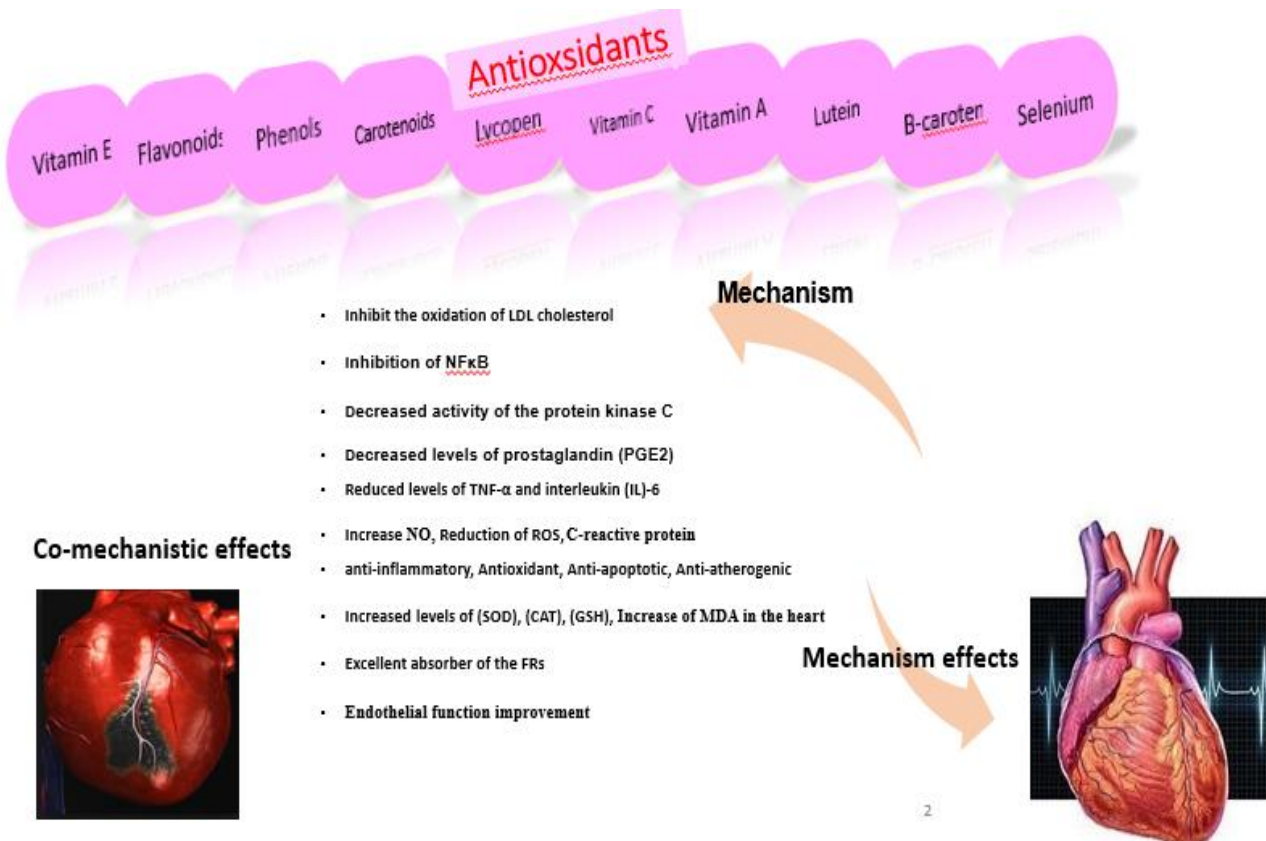 Antioxsidants
Vitamin E
Flavonoids
Phenols
Carotenoids
Lycopen
Vitamin C
Vitamin A
Lutein
B-caroten
Selenium
Mechanism
• Inhibit the oxidation of LDL cholesterol
• Inhibition of NFκB
• Decreased activity of the protein kinase C
• Decreased levels of prostaglandin (PGE2)
• Reduced levels of TNF-α and interleukin (IL)-6
• Increase NO, Reduction of ROS, C-reactive protein
• anti-inflammatory, Antioxidant, Anti-apoptotic, Anti-atherogenic
• Increased levels of (SOD), (CAT), (GSH), Increase of MDA in the heart
• Excellent absorber of the FRs
• Endothelial function improvement
Co-mechanistic effects
Mechanism effects
2